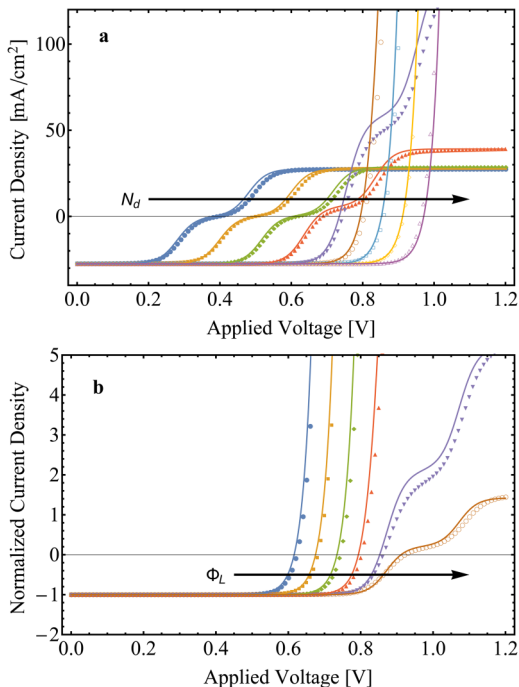 a
Current Density [mA/cm²]
100
50
0
N_d
0.0 0.2 0.4 0.6 0.8 1.0 1.2
Applied Voltage [V]
b
Normalized Current Density
5
4
3
2
1
0
-1
-2
Φ_L
0.0 0.2 0.4 0.6 0.8 1.0 1.2
Applied Voltage [V]